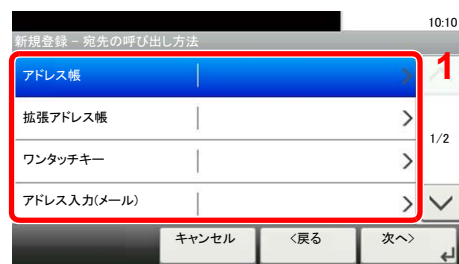 10:10
新規登録 - 宛先の呼び出し方法
アドレス帳
1
拡張アドレス帳
1/2
ワンタッチキー
アドレス入力(メール)
キャンセル
<戻る
次へ>